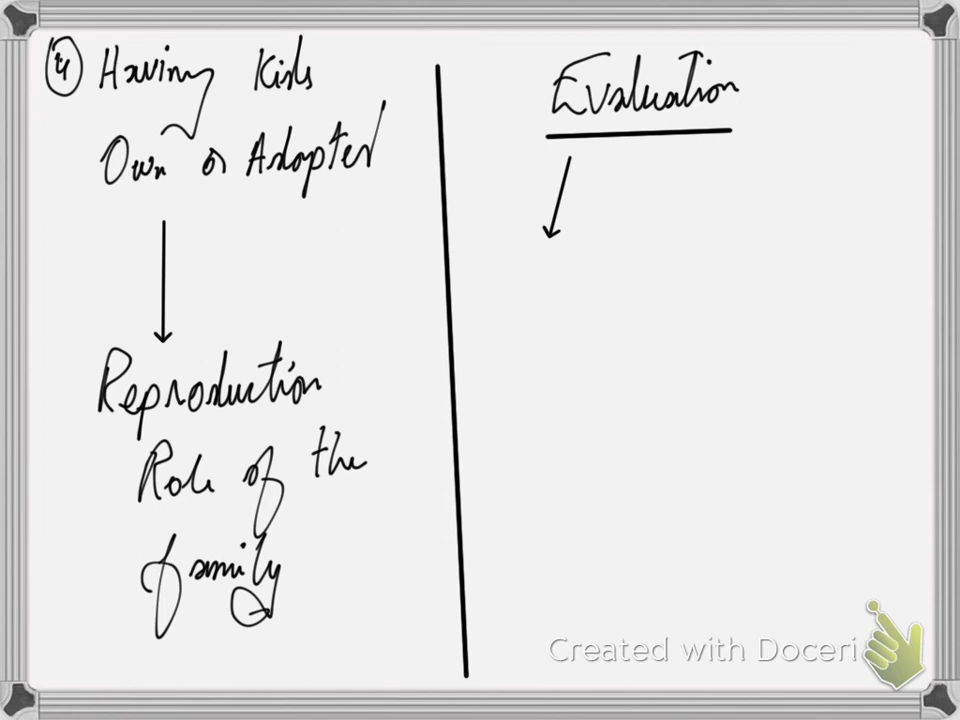 4 Having Kids
Own or Adopted
Reproduction
Role of the
family
Evaluation
Created with Doceri